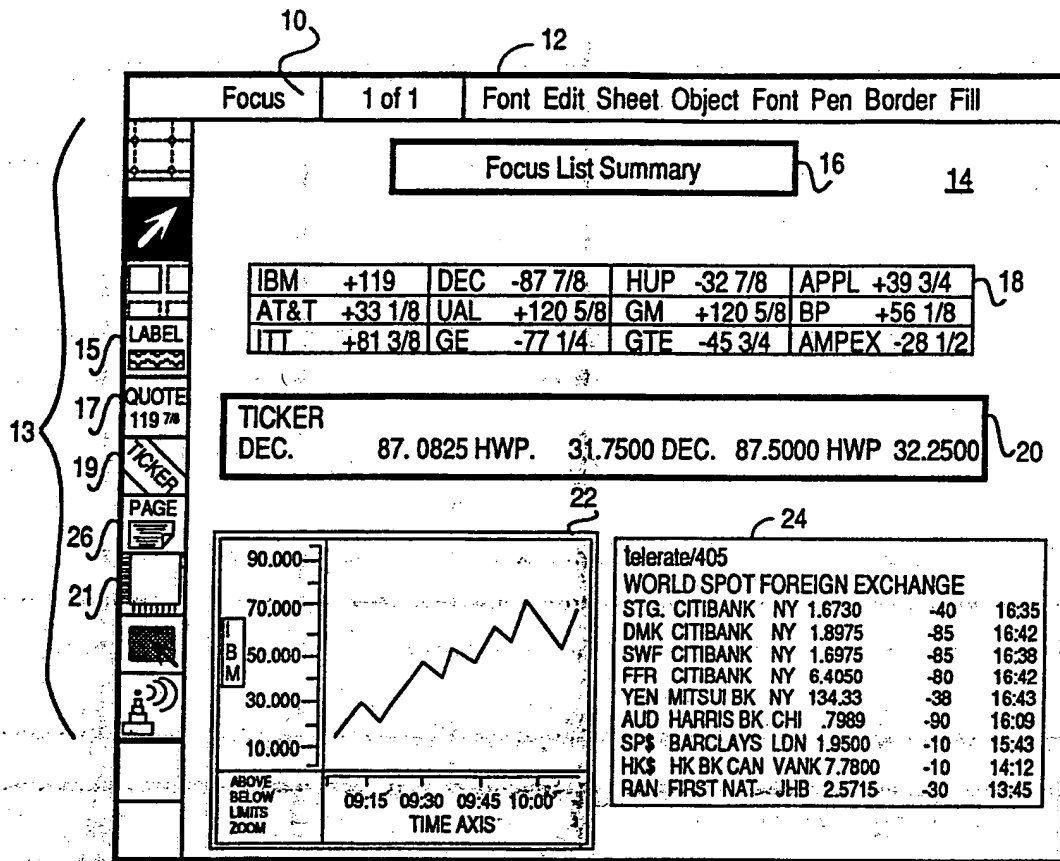 10
12
Focus 1 of 1 Font Edit Sheet Object Font Pen Border Fill
Focus List Summary
16
14
IBM +119 DEC -87 7/8 HUP -32 7/8 APPL +39 3/4
18
AT&T +33 1/8 UAL +120 5/8 GM +120 5/8 BP +56 1/8
ITT +81 3/8 GE -77 1/4 GTE -45 3/4 AMPEX -28 1/2
13
15
LABEL
17
QUOTE
119 7/8
19
TICKER
26
PAGE
21
TICKER
DEC. 87. 0825 HWP. 31.7500 DEC. 87.5000 HWP 32.2500
20
22
90.000
70.000
50.000
30.000
10.000
IBM
ABOVE
BELOW
LIMITS
ZOOM
09:15 09:30 09:45 10:00
TIME AXIS
24
telerate/405
WORLD SPOT FOREIGN EXCHANGE
STG. CITIBANK NY 1.6730 -40 16:35
DMK CITIBANK NY 1.8975 -85 16:42
SWF CITIBANK NY 1.6975 -85 16:38
FFR CITIBANK NY 6.4050 -80 16:42
YEN MITSUI BK NY 134.33 -38 16:43
AUD HARRIS BK CHI .7989 -90 16:09
SP$ BARCLAYS LDN 1.9500 -10 15:43
HK$ HK BK CAN VANK 7.7800 -10 14:12
RAN FIRST NAT JHB 2.5715 -30 13:45